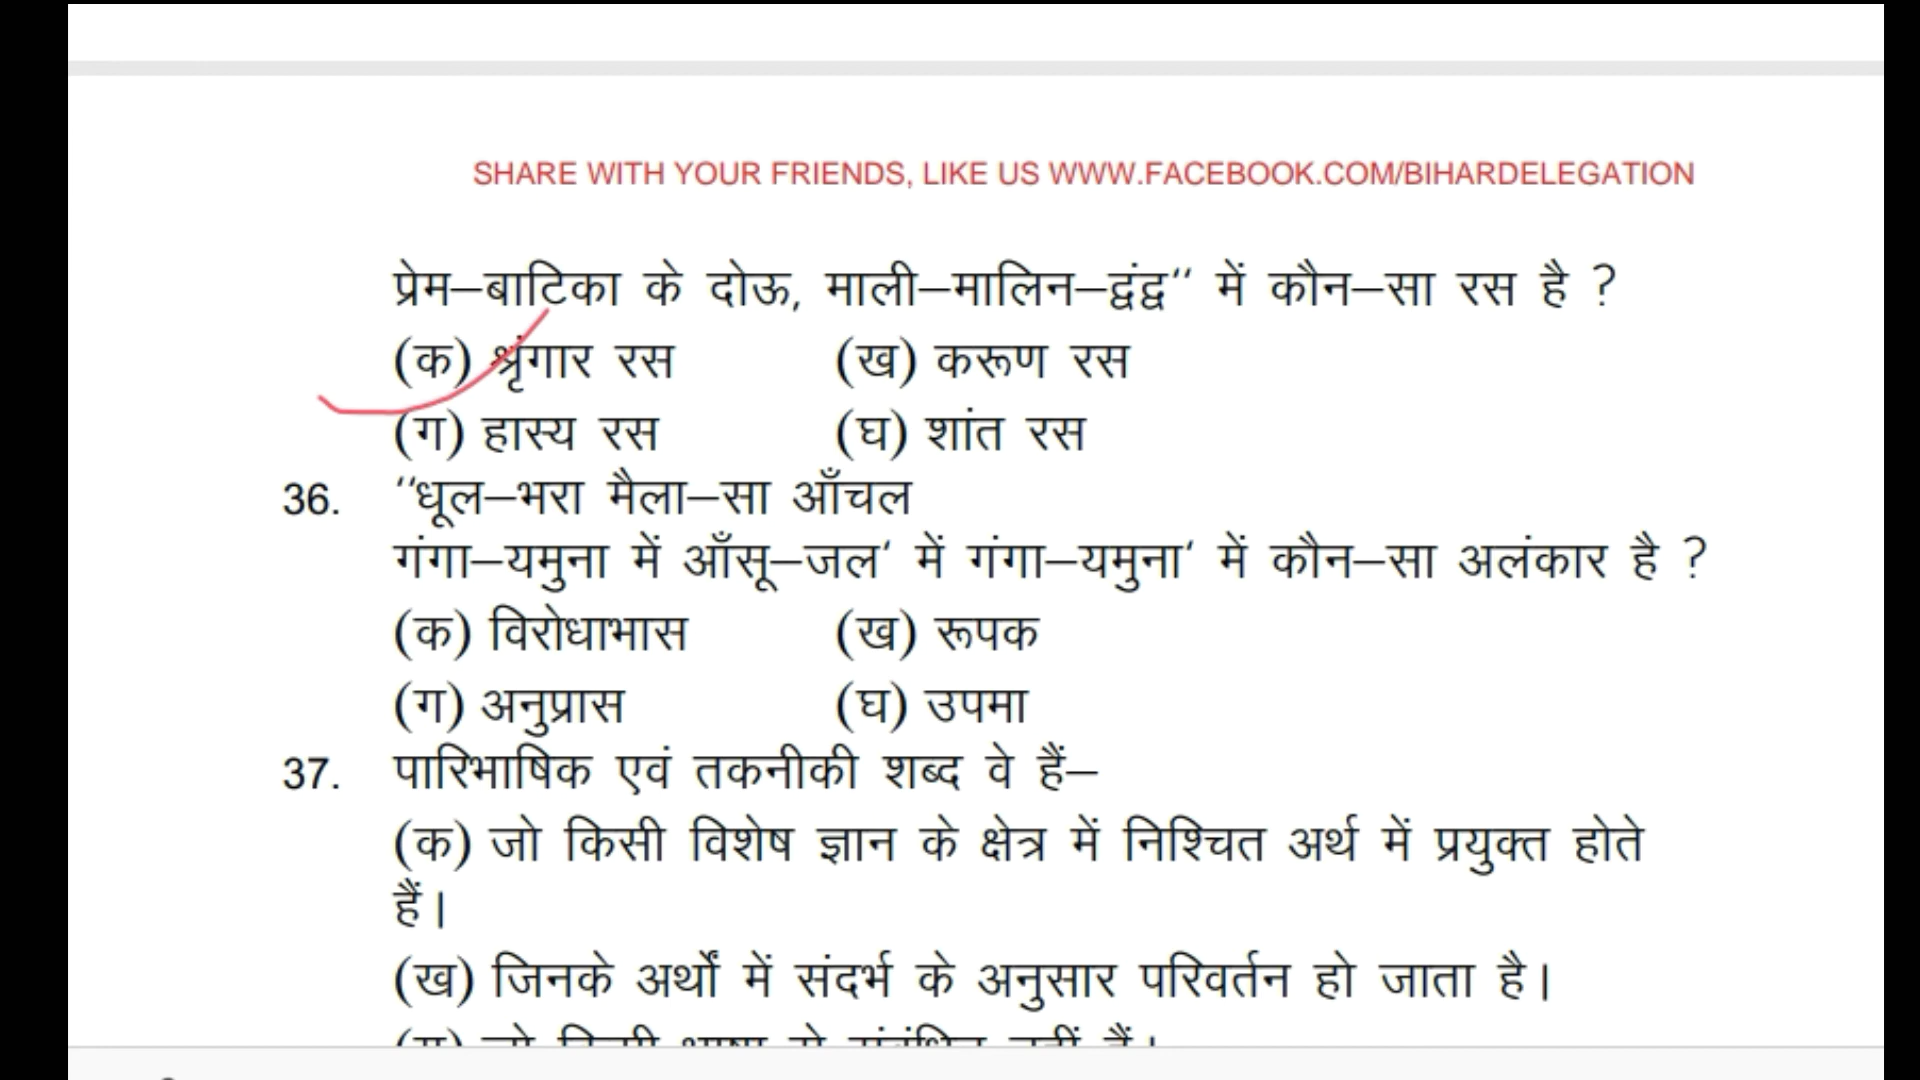 SHARE WITH YOUR FRIENDS, LIKE US WWW.FACEBOOK.COM/BIHARDELEGATION
प्रेम–बाटिका के दोऊ, माली–मालिन–द्वंद्व" में कौन–सा रस है ?
(क) श्रृंगार रस (ख) करूण रस
(ग) हास्य रस (घ) शांत रस
36. "धूल–भरा मैला–सा आँचल
गंगा–यमुना में आँसू–जल' में गंगा–यमुना' में कौन–सा अलंकार है ?
(क) विरोधाभास (ख) रूपक
(ग) अनुप्रास (घ) उपमा
37. पारिभाषिक एवं तकनीकी शब्द वे हैं–
(क) जो किसी विशेष ज्ञान के क्षेत्र में निश्चित अर्थ में प्रयुक्त होते
हैं।
(ख) जिनके अर्थों में संदर्भ के अनुसार परिवर्तन हो जाता है।